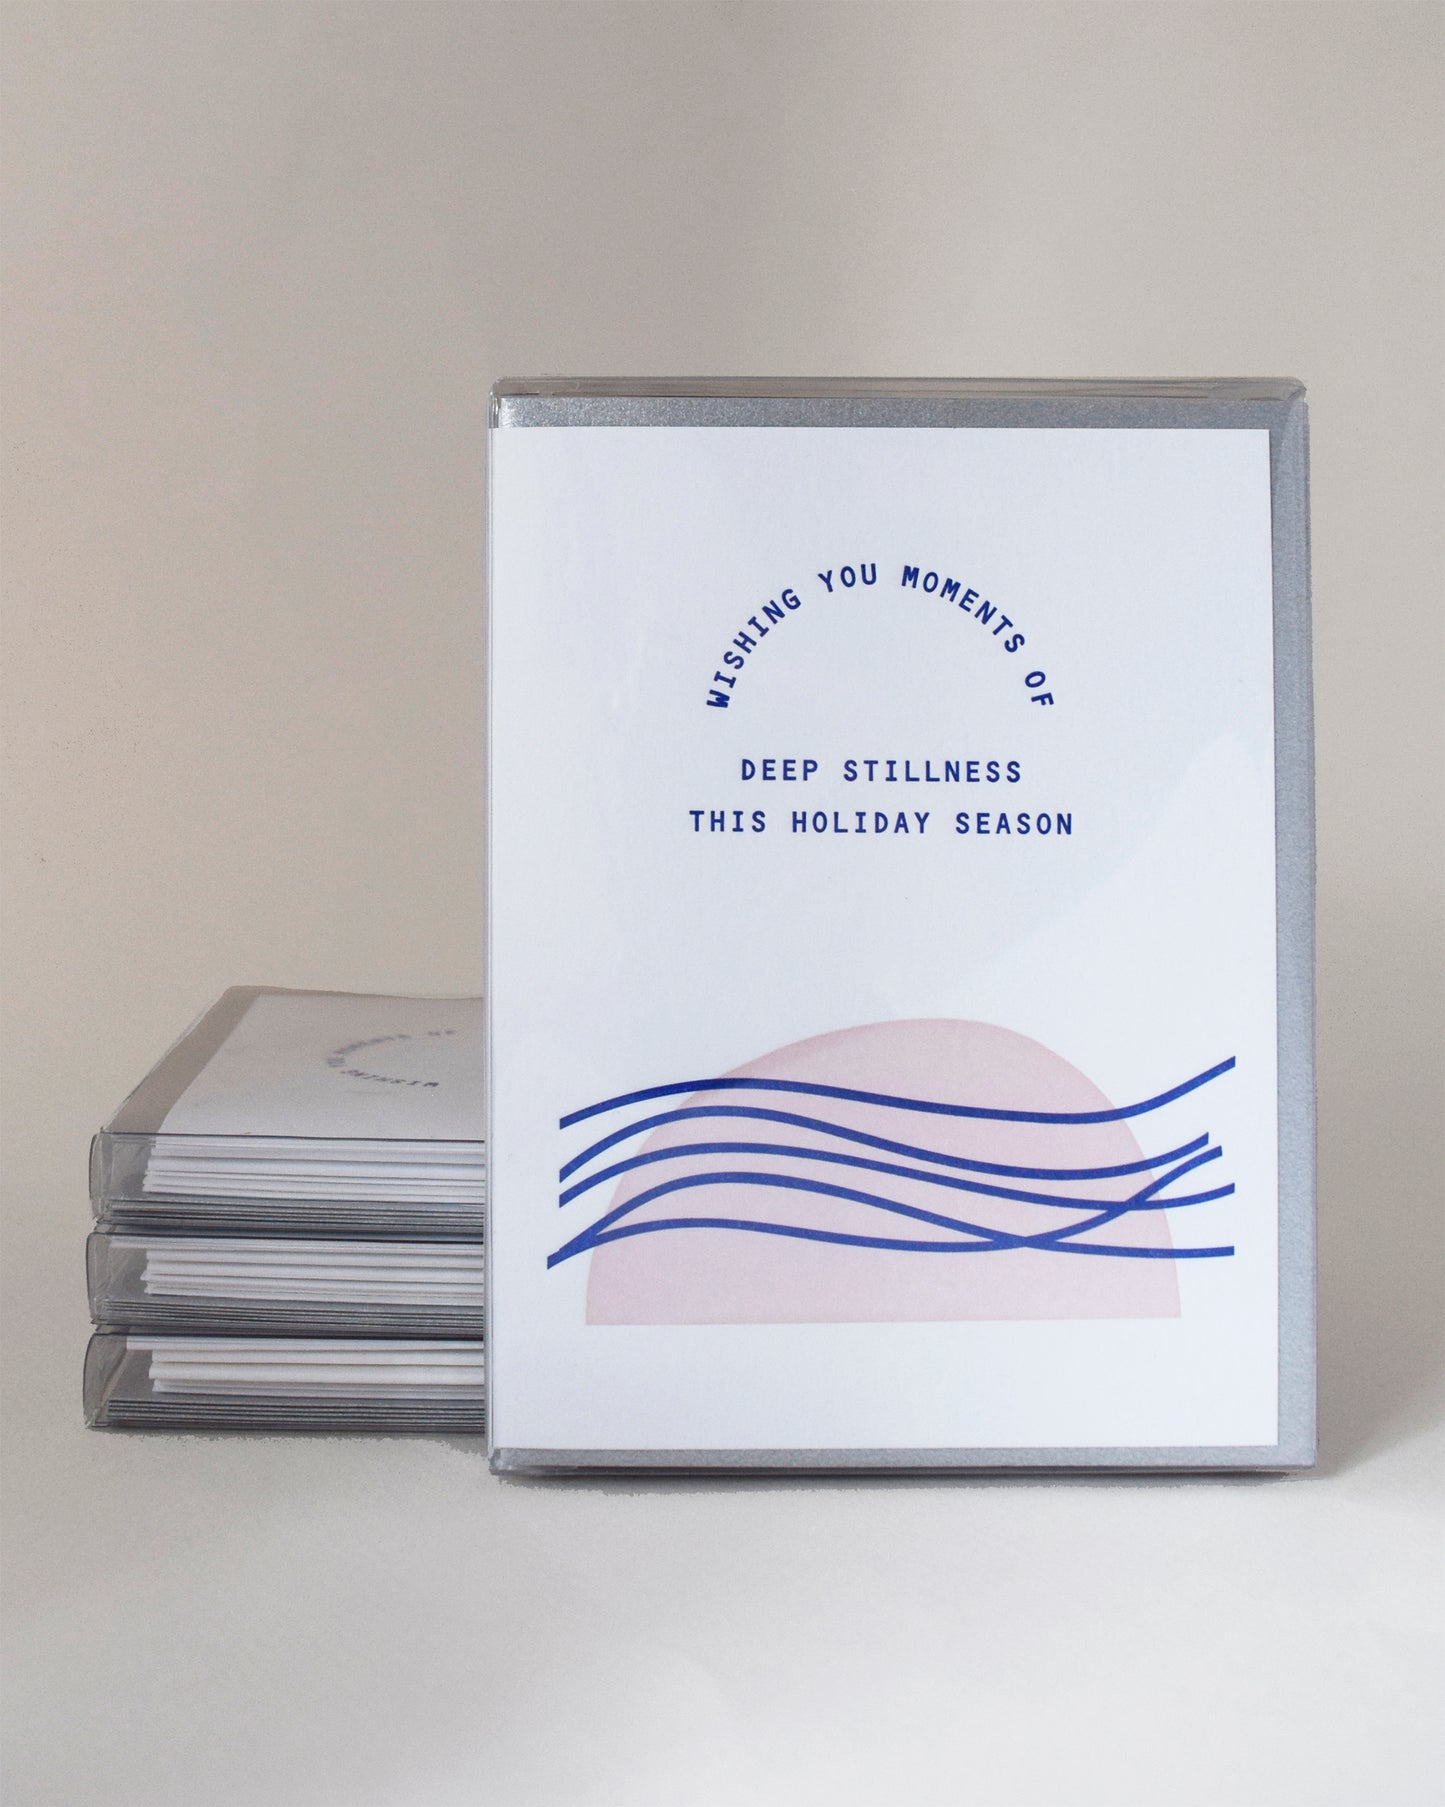 WISHING YOU MOMENTS OF
DEEP STILLNESS
THIS HOLIDAY SEASON